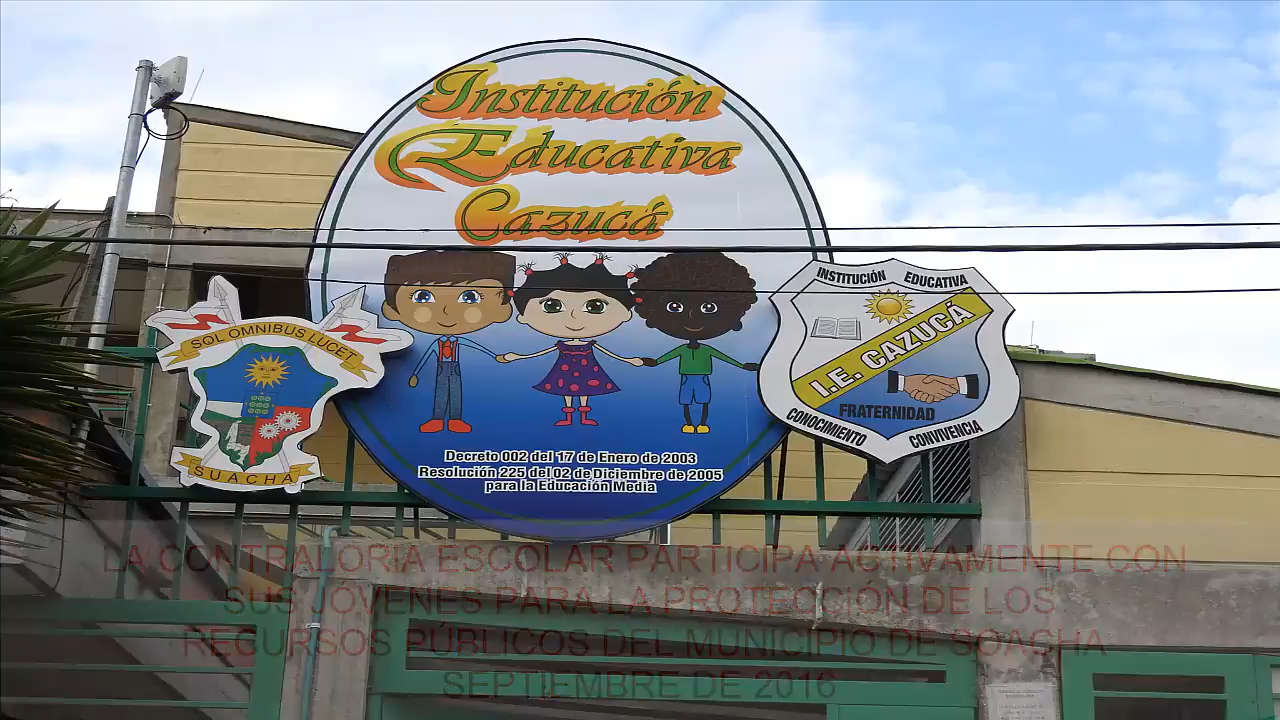 Institución
Educativa
Cazucá
Decreto 002 del 17 de Enero de 2003
Resolución 225 del 02 de Diciembre de 2005
para la Educación Media
SOL OMNIBUS LUCET
SUACHA
INSTITUCIÓN EDUCATIVA
I.E. CAZUCÁ
FRATERNIDAD
CONOCIMIENTO CONVIVENCIA
LA CONTRALORIA ESCOLAR PARTICIPA ACTIVAMENTE CON
SUS JOVENES PARA LA PROTECCIÓN DE LOS
RECURSOS PÚBLICOS DEL MUNICIPIO DE SOACHA
SEPTIEMBRE DE 2016